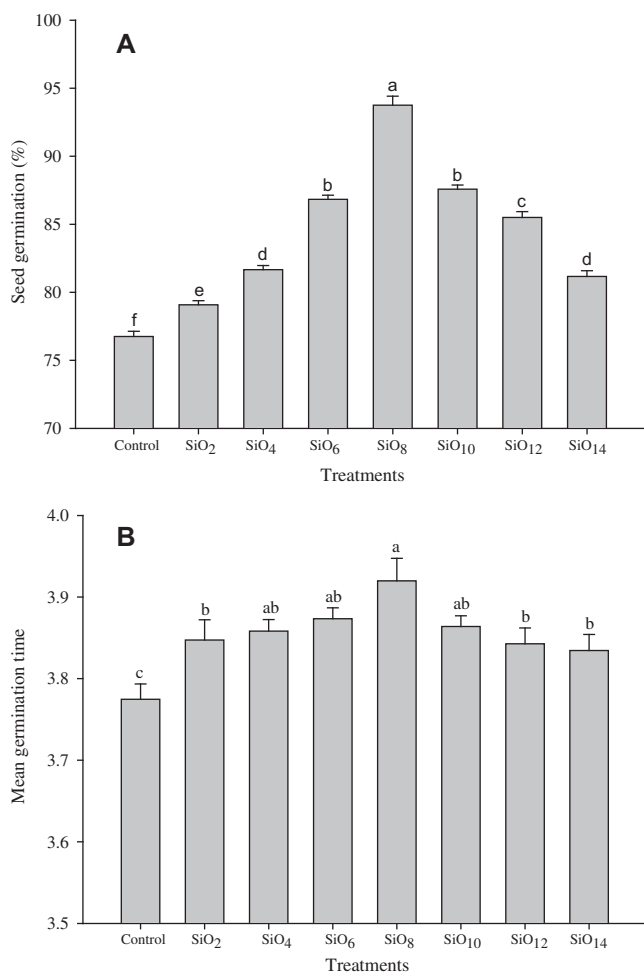 A
Seed germination (%)
100
95
90
85
80
75
70
f
e
d
b
a
b
c
d
Control SiO₂ SiO₄ SiO₆ SiO₈ SiO₁₀ SiO₁₂ SiO₁₄
Treatments
B
Mean germination time
4.0
3.9
3.8
3.7
3.6
3.5
c
b
ab
ab
a
ab
b
b
Control SiO₂ SiO₄ SiO₆ SiO₈ SiO₁₀ SiO₁₂ SiO₁₄
Treatments